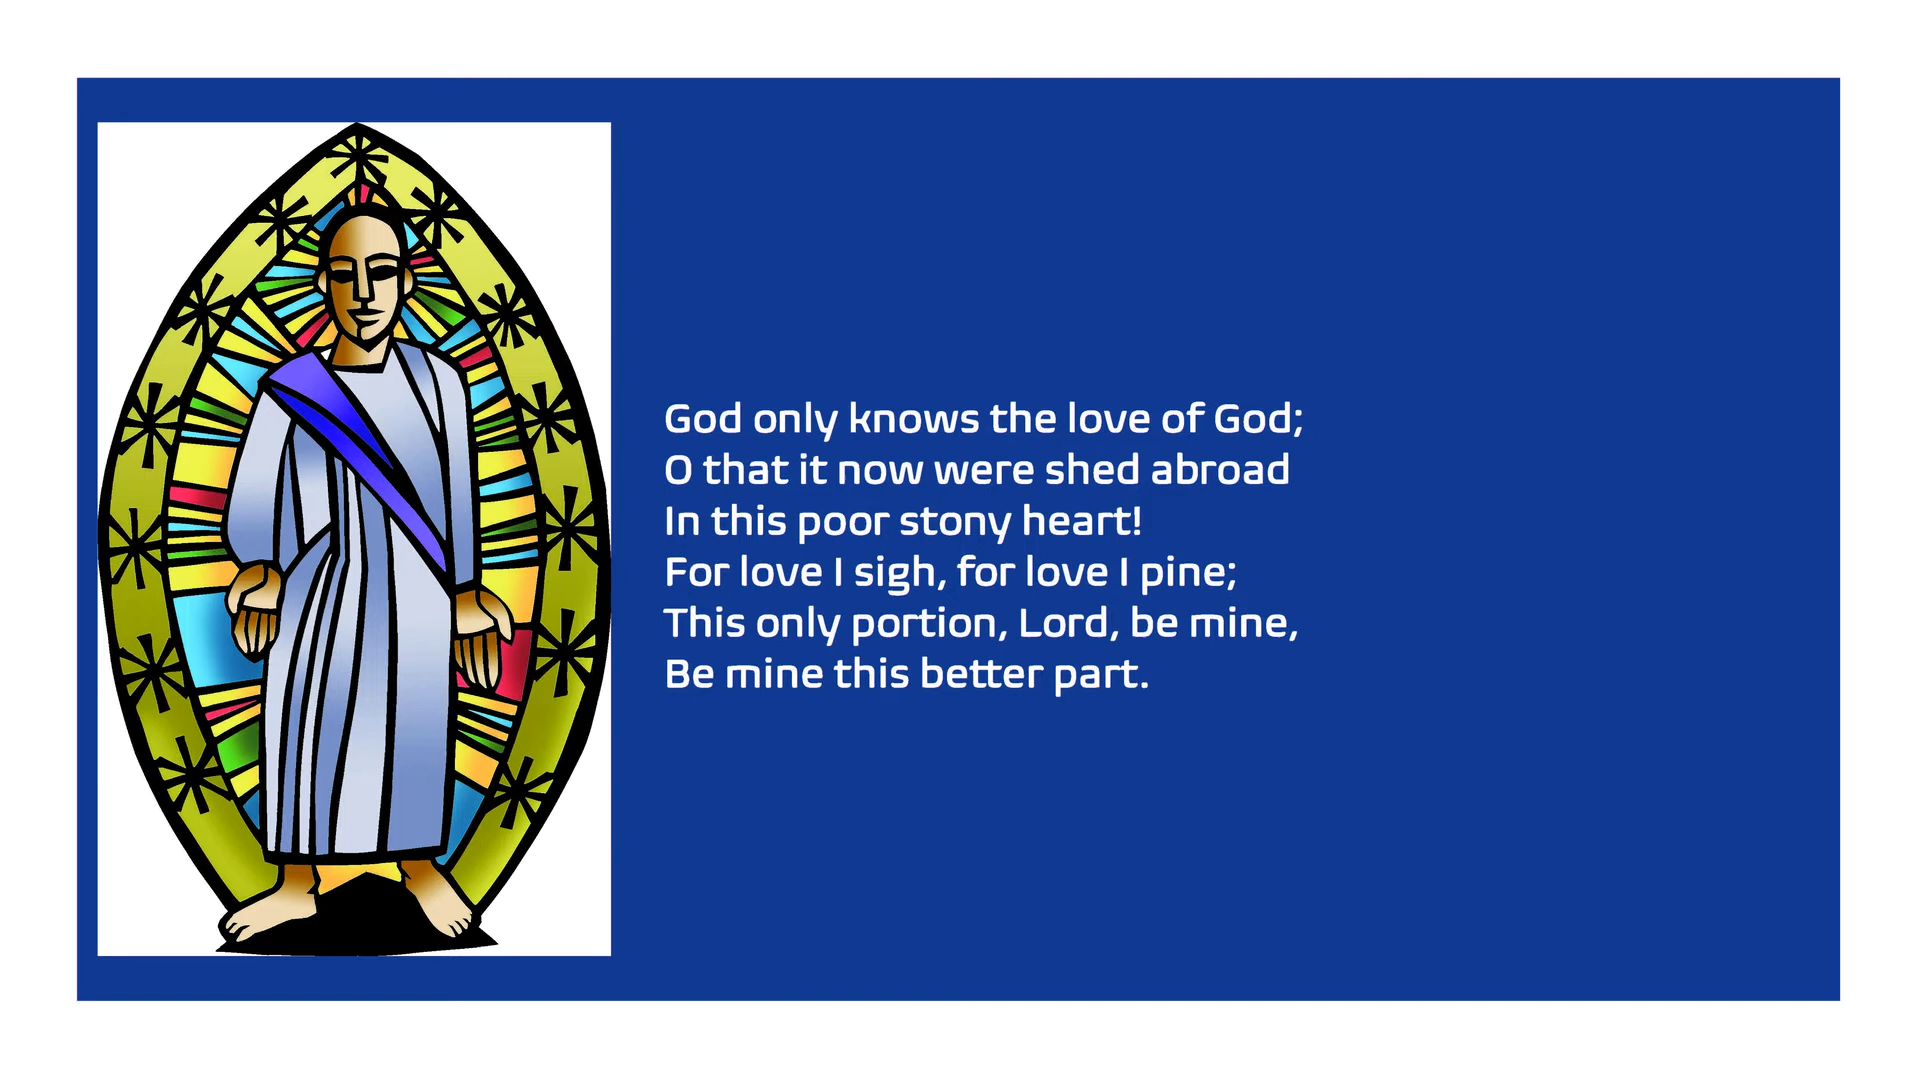 God only knows the love of God;
O that it now were shed abroad
In this poor stony heart!
For love I sigh, for love I pine;
This only portion, Lord, be mine,
Be mine this better part.